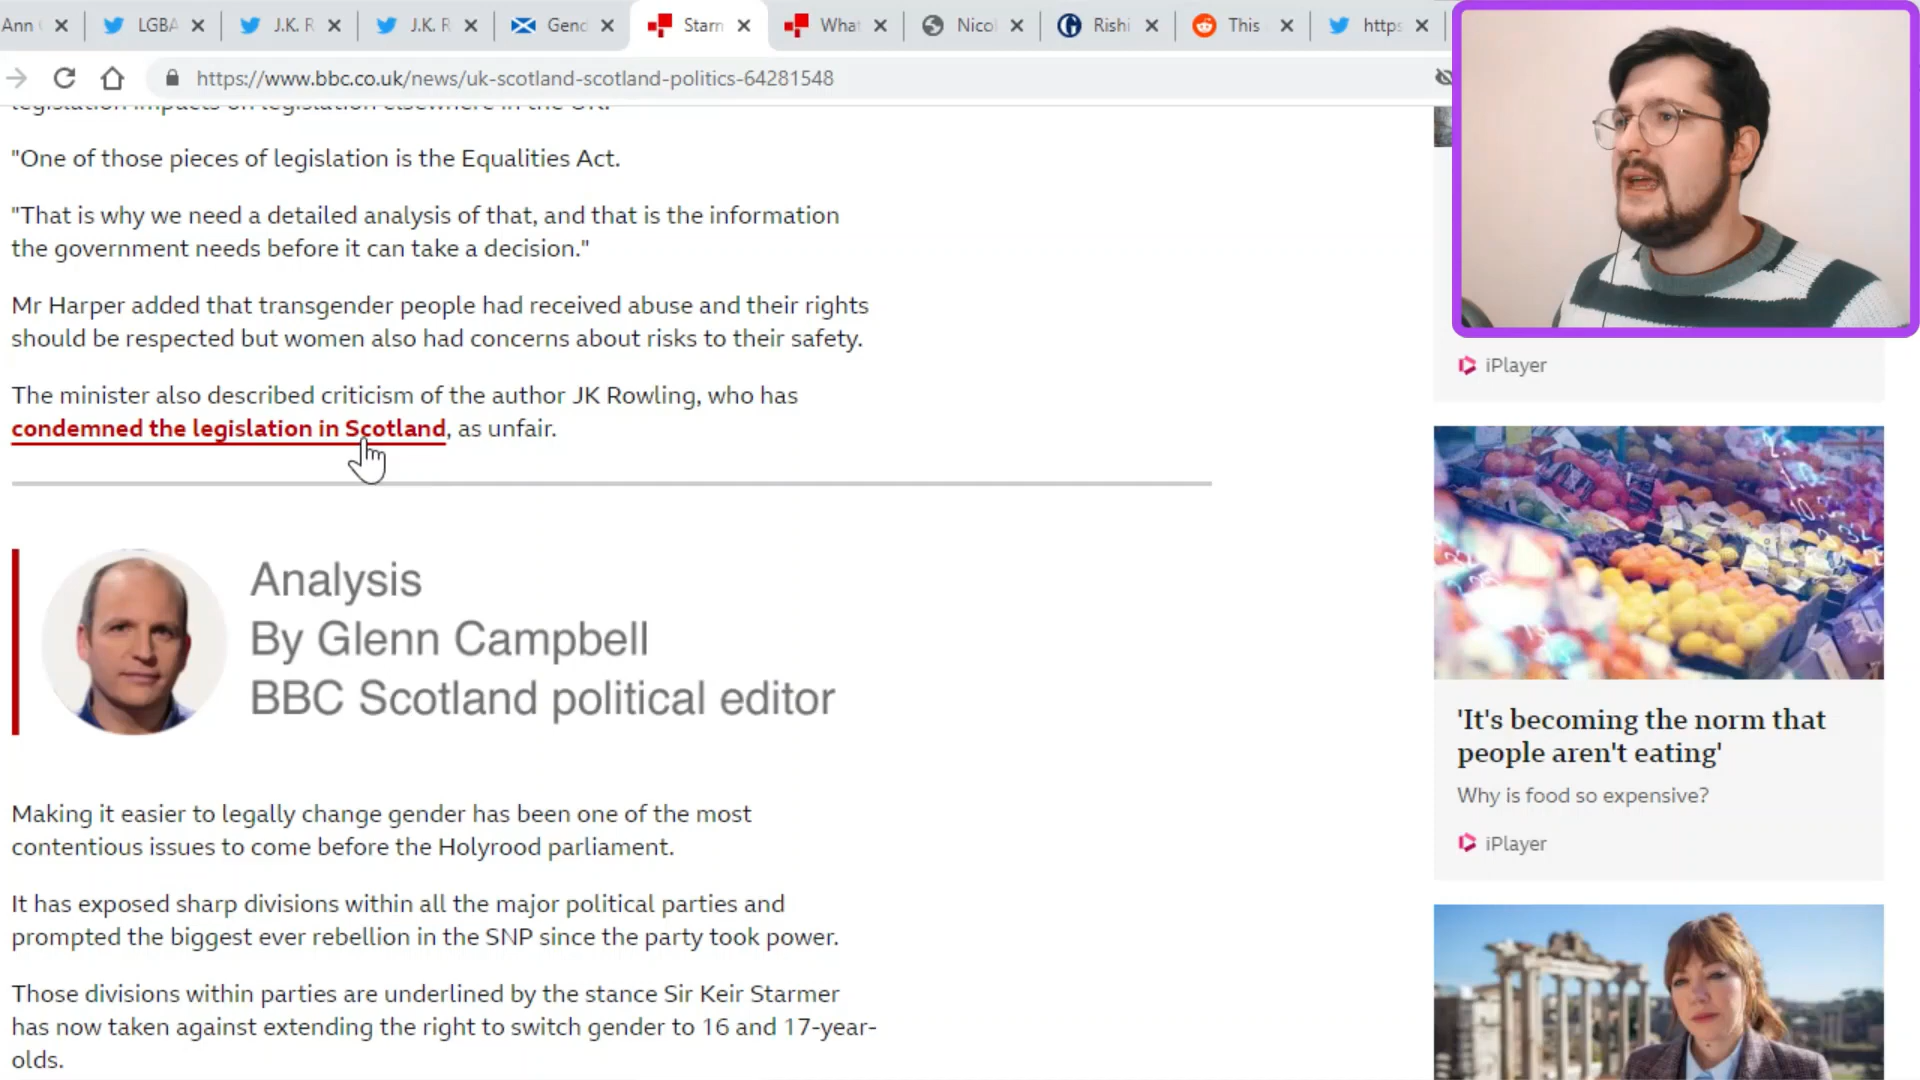 Ann
LGBA
J.K. R
J.K. R
Gend
Starm
What
Nicol
Rishi
This
https
https://www.bbc.co.uk/news/uk-scotland-scotland-politics-64281548
legislation impacts on legislation elsewhere in the UK.
"One of those pieces of legislation is the Equalities Act.
"That is why we need a detailed analysis of that, and that is the information
the government needs before it can take a decision."
Mr Harper added that transgender people had received abuse and their rights
should be respected but women also had concerns about risks to their safety.
The minister also described criticism of the author JK Rowling, who has
condemned the legislation in Scotland, as unfair.
Analysis
By Glenn Campbell
BBC Scotland political editor
Making it easier to legally change gender has been one of the most
contentious issues to come before the Holyrood parliament.
It has exposed sharp divisions within all the major political parties and
prompted the biggest ever rebellion in the SNP since the party took power.
Those divisions within parties are underlined by the stance Sir Keir Starmer
has now taken against extending the right to switch gender to 16 and 17-year-
olds.
iPlayer
'It's becoming the norm that
people aren't eating'
Why is food so expensive?
iPlayer